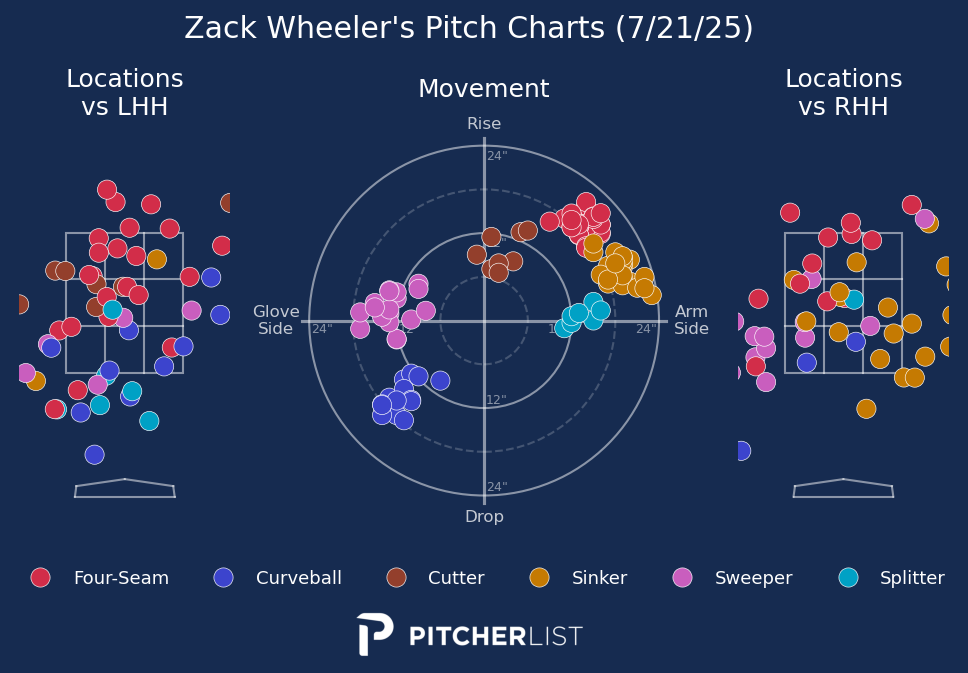 Zack Wheeler's Pitch Charts (7/21/25)
Locations
vs LHH
Movement
Locations
vs RHH
Rise
24"
Glove
Side
24"
24"
Arm
Side
12"
24"
Drop
Four-Seam
Curveball
Cutter
Sinker
Sweeper
Splitter
PITCHERLIST